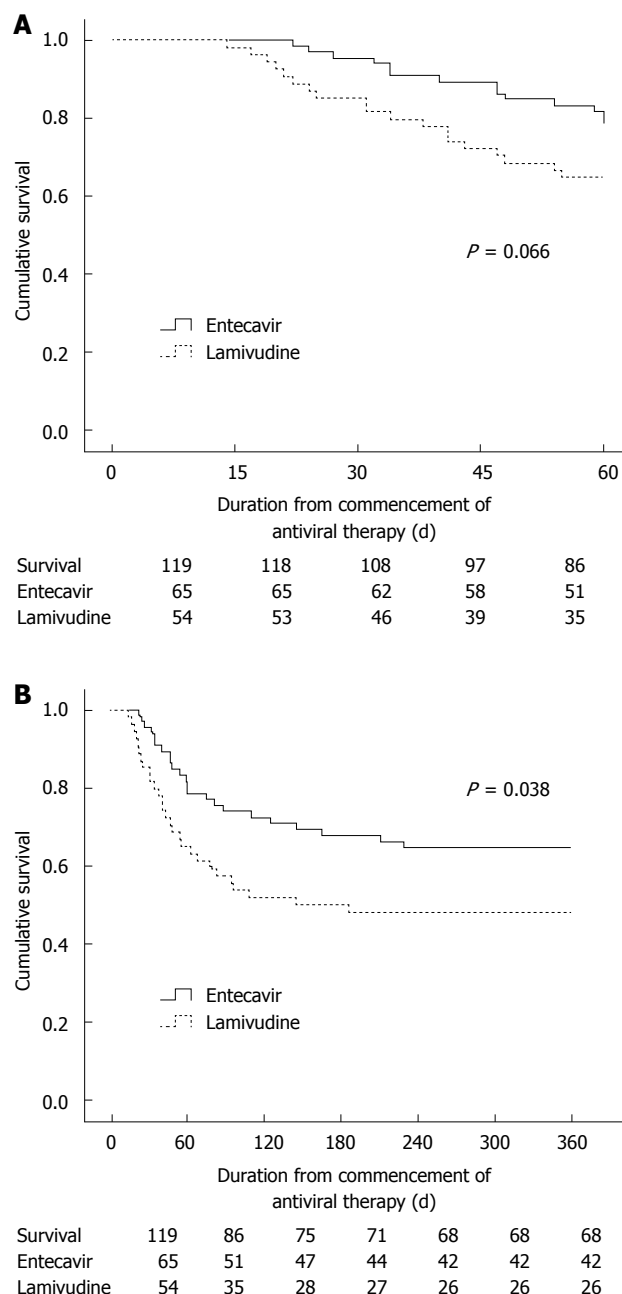 A
1.0
0.8
0.6
0.4
0.2
0.0
Cumulative survival
P = 0.066
Entecavir
Lamivudine
0 15 30 45 60
Duration from commencement of
antiviral therapy (d)
Survival 119 118 108 97 86
Entecavir 65 65 62 58 51
Lamivudine 54 53 46 39 35
B
1.0
0.8
0.6
0.4
0.2
0.0
Cumulative survival
P = 0.038
Entecavir
Lamivudine
0 60 120 180 240 300 360
Duration from commencement of
antiviral therapy (d)
Survival 119 86 75 71 68 68 68
Entecavir 65 51 47 44 42 42 42
Lamivudine 54 35 28 27 26 26 26